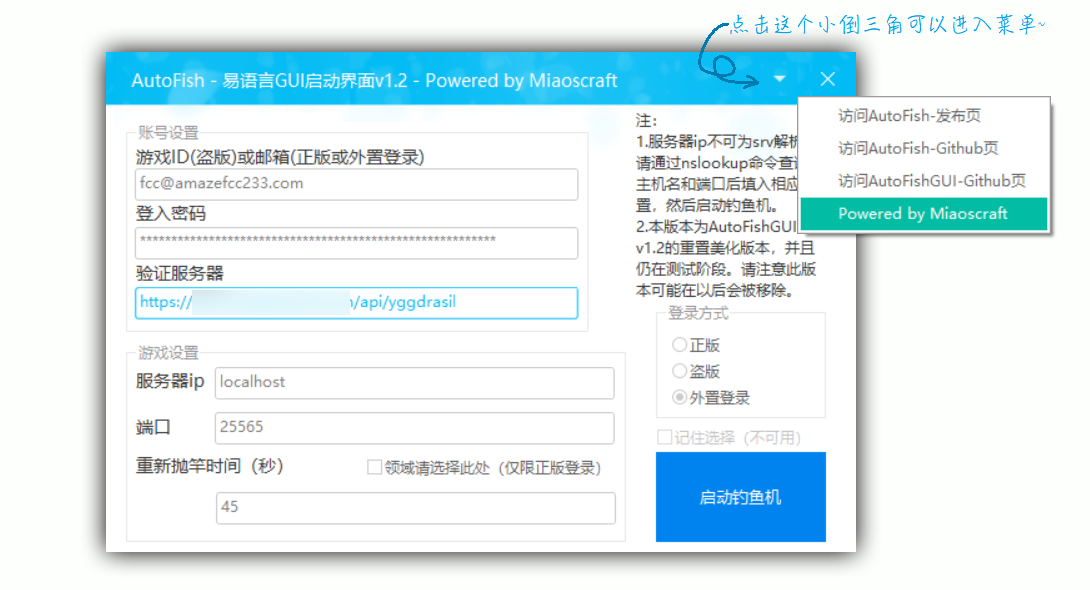 点击这个小倒三角可以进入菜单~
AutoFish - 易语言GUI启动界面v1.2 - Powered by Miaoscraft
访问AutoFish-发布页
访问AutoFish-Github页
访问AutoFishGUI-Github页
Powered by Miaoscraft
账号设置
游戏ID(盗版)或邮箱(正版或外置登录)
fcc@amazefcc233.com
登入密码
*********************************************************
验证服务器
https:// /api/yggdrasil
游戏设置
服务器ip
localhost
端口
25565
重新抛竿时间（秒）
领域请选择此处（仅限正版登录）
45
注：
1.服务器ip不可为srv解析
请通过nslookup命令查
主机名和端口后填入相应
置，然后启动钓鱼机。
2.本版本为AutoFishGUI
v1.2的重置美化版本，并且
仍在测试阶段。请注意此版
本可能在以后会被移除。
登录方式
正版
盗版
外置登录
记住选择（不可用）
启动钓鱼机